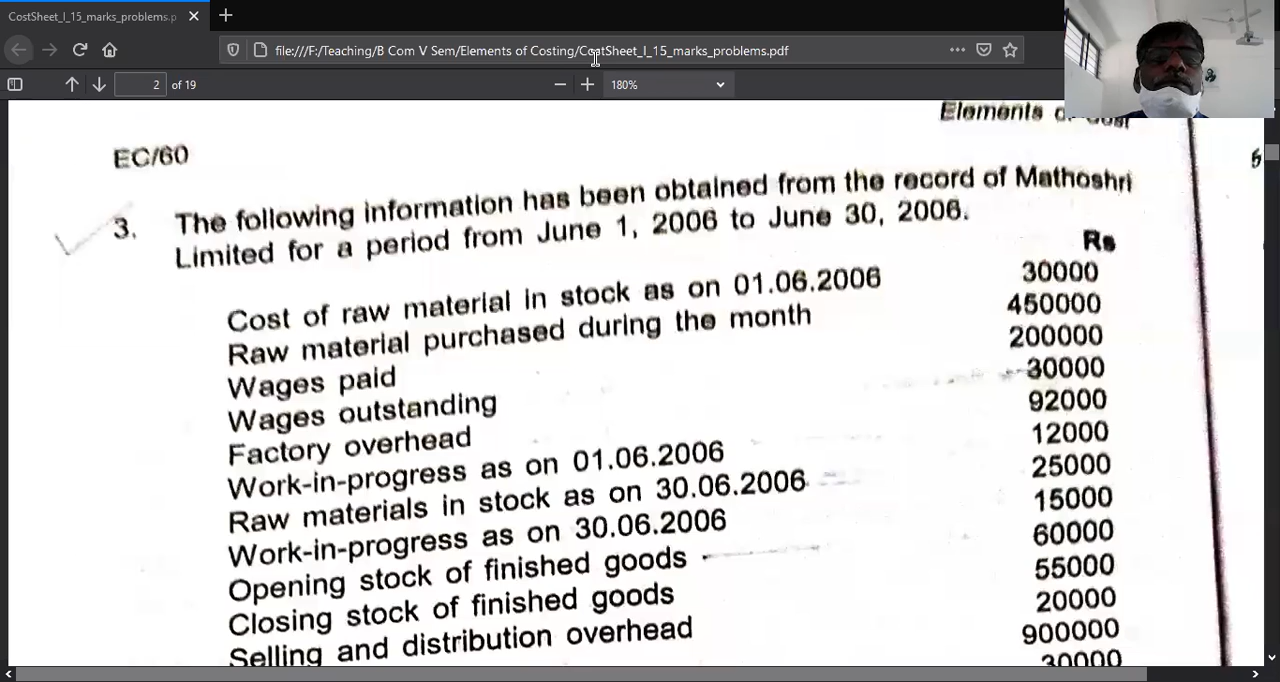 CostSheet_I_15_marks_problems.p
file:///F:/Teaching/B Com V Sem/Elements of Costing/CostSheet_I_15_marks_problems.pdf
2 of 19
180%
Elements of Cost
EC/60
3. The following information has been obtained from the record of Mathoshri
Limited for a period from June 1, 2006 to June 30, 2006.
Rs
Cost of raw material in stock as on 01.06.2006 30000
Raw material purchased during the month 450000
Wages paid 200000
Wages outstanding 30000
Factory overhead 92000
Work-in-progress as on 01.06.2006 12000
Raw materials in stock as on 30.06.2006 25000
Work-in-progress as on 30.06.2006 15000
Opening stock of finished goods 60000
Closing stock of finished goods 55000
Selling and distribution overhead 20000
900000
30000